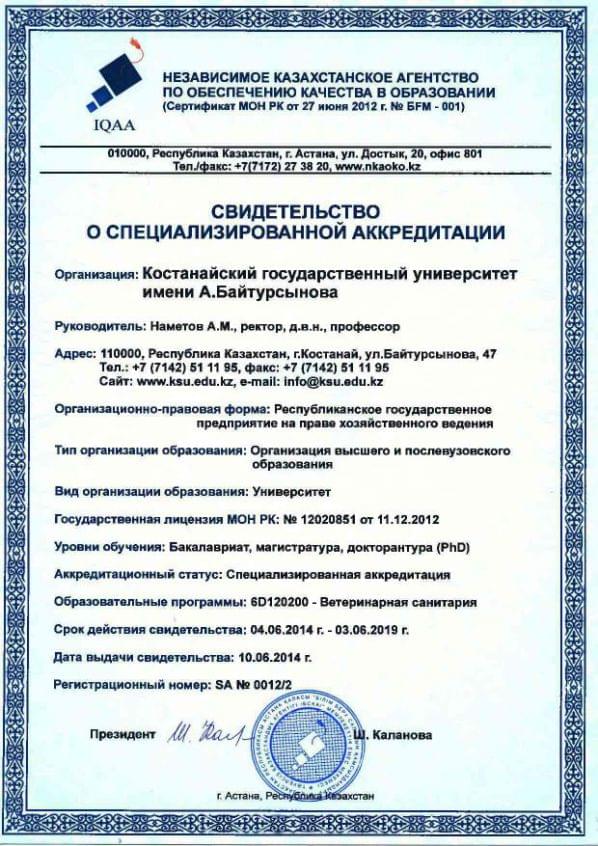 IQAA
НЕЗАВИСИМОЕ КАЗАХСТАНСКОЕ АГЕНТСТВО
ПО ОБЕСПЕЧЕНИЮ КАЧЕСТВА В ОБРАЗОВАНИИ
(Сертификат МОН РК от 27 июня 2012 г. № БFM - 001)
010000, Республика Казахстан, г. Астана, ул. Достык, 20, офис 801
Тел./факс: +7(7172) 27 38 20, www.nkaoko.kz
СВИДЕТЕЛЬСТВО
О СПЕЦИАЛИЗИРОВАННОЙ АККРЕДИТАЦИИ
Организация: Костанайский государственный университет
имени А.Байтурсынова
Руководитель: Наметов А.М., ректор, д.в.н., профессор
Адрес: 110000, Республика Казахстан, г.Костанай, ул.Байтурсынова, 47
Тел.: +7 (7142) 51 11 95, факс: +7 (7142) 51 11 95
Сайт: www.ksu.edu.kz, e-mail: info@ksu.edu.kz
Организационно-правовая форма: Республиканское государственное
предприятие на праве хозяйственного ведения
Тип организации образования: Организация высшего и послевузовского
образования
Вид организации образования: Университет
Государственная лицензия МОН РК: № 12020851 от 11.12.2012
Уровни обучения: Бакалавриат, магистратура, докторантура (PhD)
Аккредитационный статус: Специализированная аккредитация
Образовательные программы: 6D120200 - Ветеринарная санитария
Срок действия свидетельства: 04.06.2014 г. - 03.06.2019 г.
Дата выдачи свидетельства: 10.06.2014 г.
Регистрационный номер: SA № 0012/2
Президент Ш. Каланова
г. Астана, Республика Казахстан